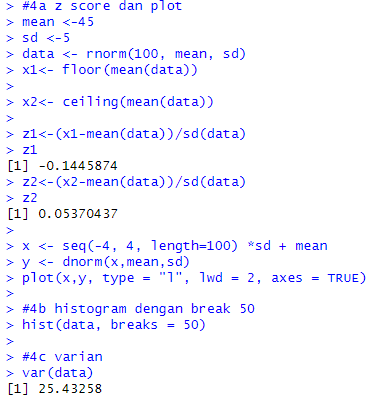 > #4a z score dan plot
> mean <-45
> sd <-5
> data <- rnorm(100, mean, sd)
> x1<- floor(mean(data))
>
> x2<- ceiling(mean(data))
>
> z1<-(x1-mean(data))/sd(data)
> z1
[1] -0.1445874
> z2<-(x2-mean(data))/sd(data)
> z2
[1] 0.05370437
>
> x <- seq(-4, 4, length=100) *sd + mean
> y <- dnorm(x,mean,sd)
> plot(x,y, type = "l", lwd = 2, axes = TRUE)
>
> #4b histogram dengan break 50
> hist(data, breaks = 50)
>
> #4c varian
> var(data)
[1] 25.43258